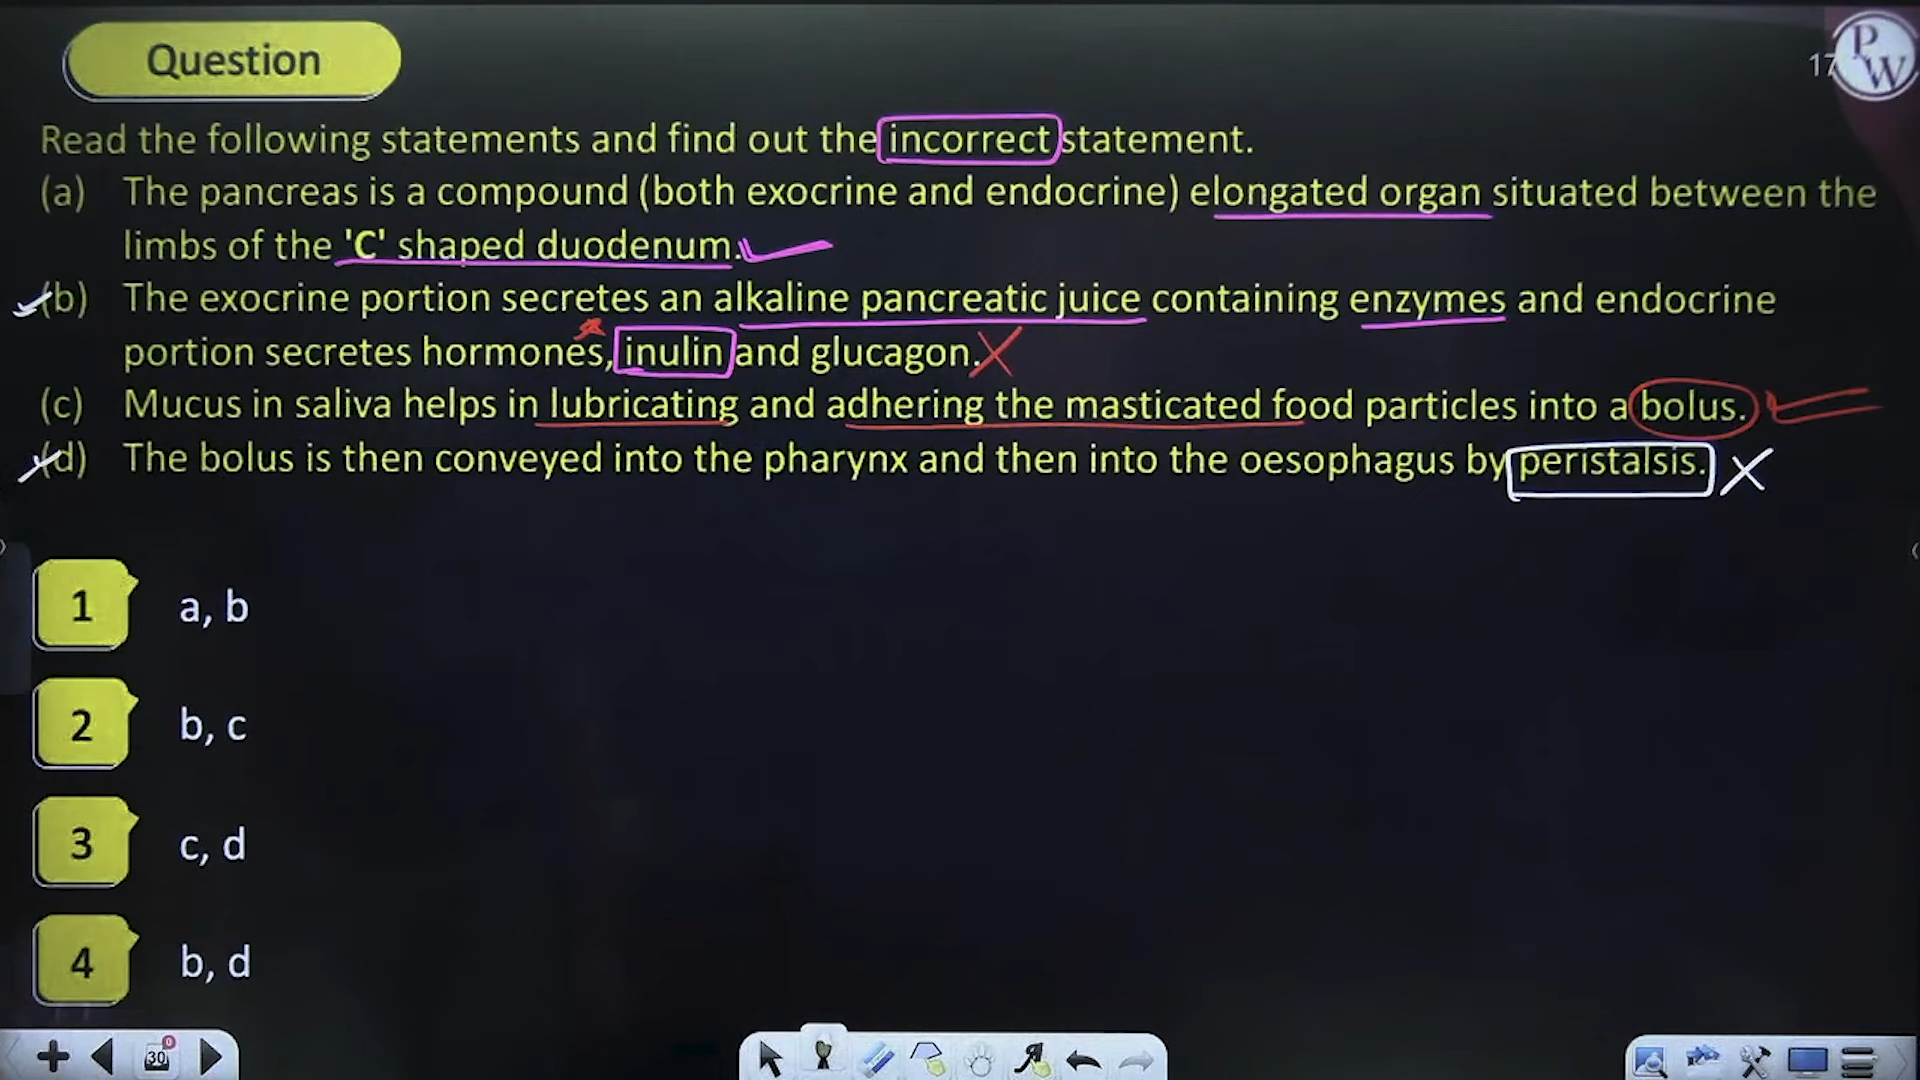 Question
17
PW
Read the following statements and find out the incorrect statement.
(a) The pancreas is a compound (both exocrine and endocrine) elongated organ situated between the
limbs of the 'C' shaped duodenum.
(b) The exocrine portion secretes an alkaline pancreatic juice containing enzymes and endocrine
portion secretes hormones, inulin and glucagon.
(c) Mucus in saliva helps in lubricating and adhering the masticated food particles into a bolus.
(d) The bolus is then conveyed into the pharynx and then into the oesophagus by peristalsis.
1 a, b
2 b, c
3 c, d
4 b, d
30 0